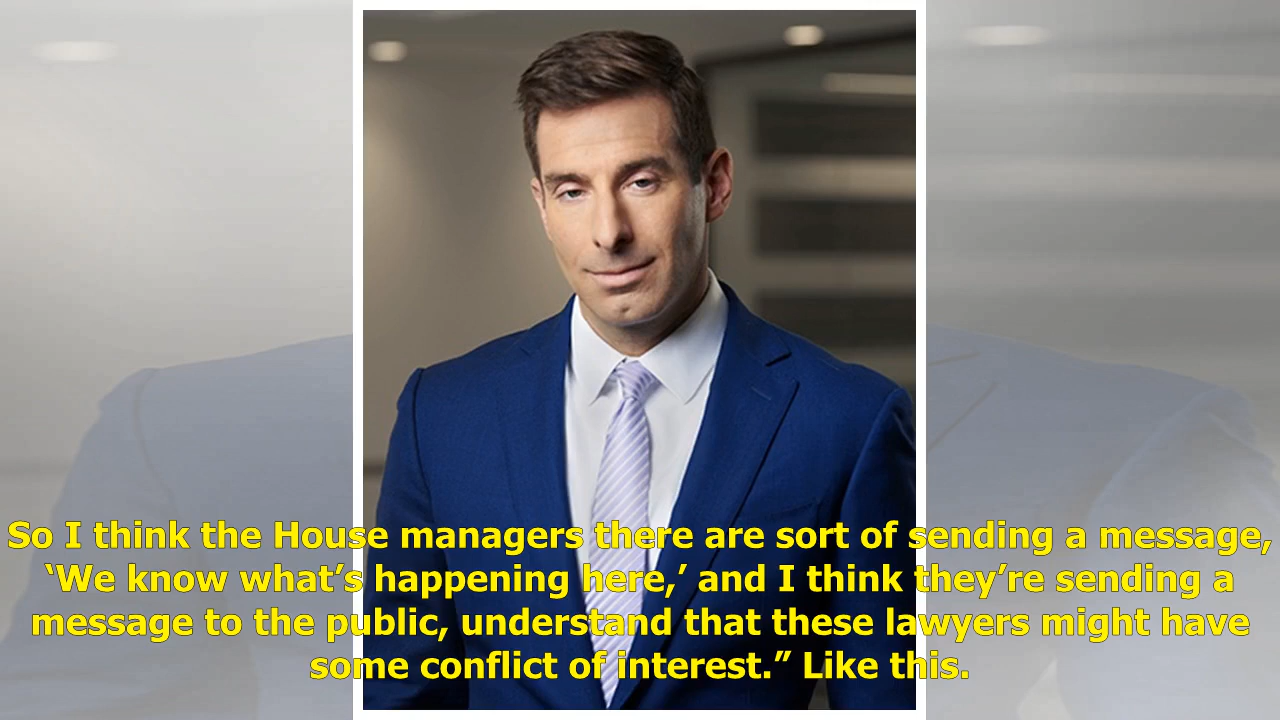 So I think the House managers there are sort of sending a message,
‘We know what’s happening here,’ and I think they’re sending a
message to the public, understand that these lawyers might have
some conflict of interest.” Like this.